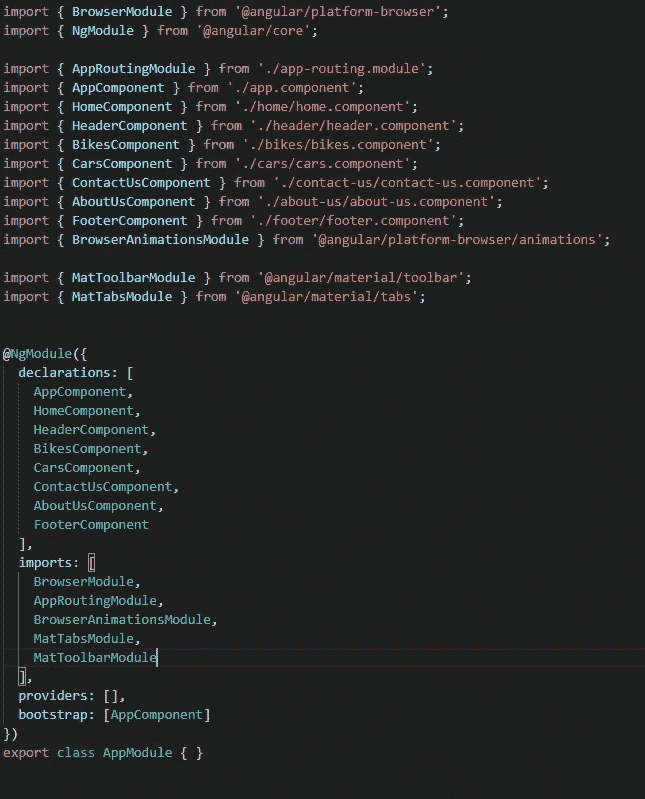 import { BrowserModule } from '@angular/platform-browser';
import { NgModule } from '@angular/core';
import { AppRoutingModule } from './app-routing.module';
import { AppComponent } from './app.component';
import { HomeComponent } from './home/home.component';
import { HeaderComponent } from './header/header.component';
import { BikesComponent } from './bikes/bikes.component';
import { CarsComponent } from './cars/cars.component';
import { ContactUsComponent } from './contact-us/contact-us.component';
import { AboutUsComponent } from './about-us/about-us.component';
import { FooterComponent } from './footer/footer.component';
import { BrowserAnimationsModule } from '@angular/platform-browser/animations';
import { MatToolbarModule } from '@angular/material/toolbar';
import { MatTabsModule } from '@angular/material/tabs';
@NgModule({
  declarations: [
    AppComponent,
    HomeComponent,
    HeaderComponent,
    BikesComponent,
    CarsComponent,
    ContactUsComponent,
    AboutUsComponent,
    FooterComponent
  ],
  imports: [
    BrowserModule,
    AppRoutingModule,
    BrowserAnimationsModule,
    MatTabsModule,
    MatToolbarModule
  ],
  providers: [],
  bootstrap: [AppComponent]
})
export class AppModule { }